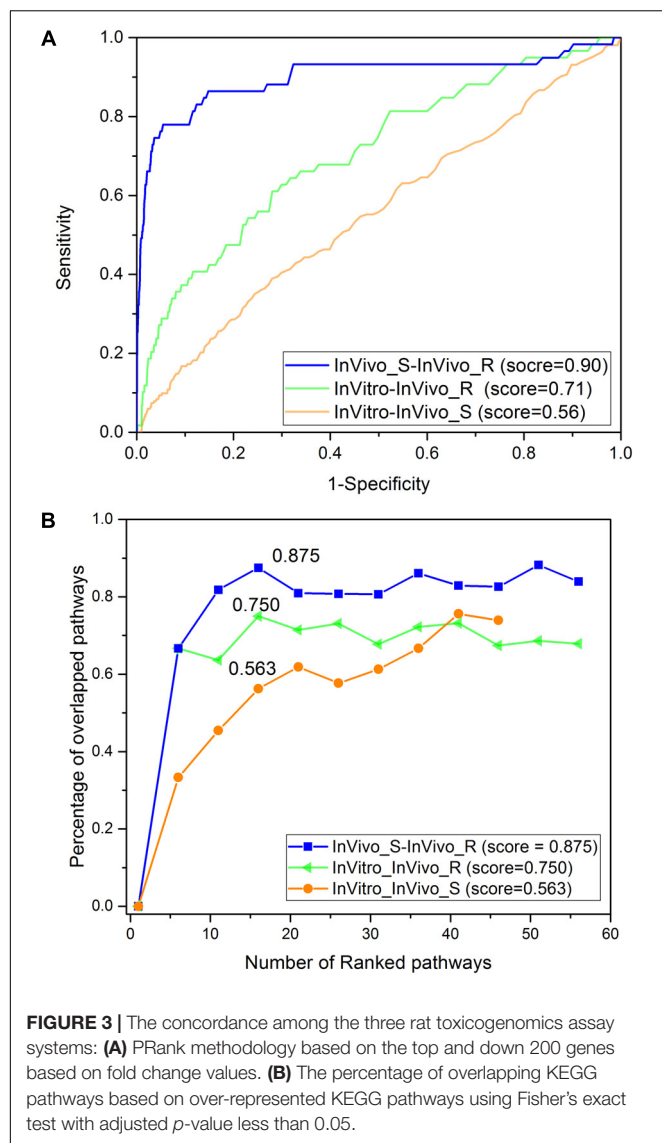 A
1.0
0.8
0.6
0.4
0.2
0.0
Sensitivity
InVivo_S-InVivo_R (socre=0.90)
InVitro-InVivo_R (score=0.71)
InVitro-InVivo_S (score=0.56)
0.0 0.2 0.4 0.6 0.8 1.0
1-Specificity
B
1.0
0.8
0.6
0.4
0.2
0.0
Percentage of overlapped pathways
0.875
0.750
0.563
InVivo_S-InVivo_R (score = 0.875)
InVitro_InVivo_R (score=0.750)
InVitro_InVivo_S (score=0.563)
0 10 20 30 40 50 60
Number of Ranked pathways
FIGURE 3 | The concordance among the three rat toxicogenomics assay
systems: (A) PRank methodology based on the top and down 200 genes
based on fold change values. (B) The percentage of overlapping KEGG
pathways based on over-represented KEGG pathways using Fisher's exact
test with adjusted p-value less than 0.05.